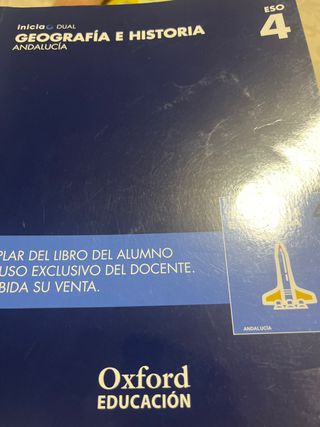 inicia DUAL
GEOGRAFÍA E HISTORIA
ANDALUCÍA
ESO
4
PLAR DEL LIBRO DEL ALUMNO
USO EXCLUSIVO DEL DOCENTE.
BIDA SU VENTA.
ANDALUCÍA
Oxford
EDUCACIÓN